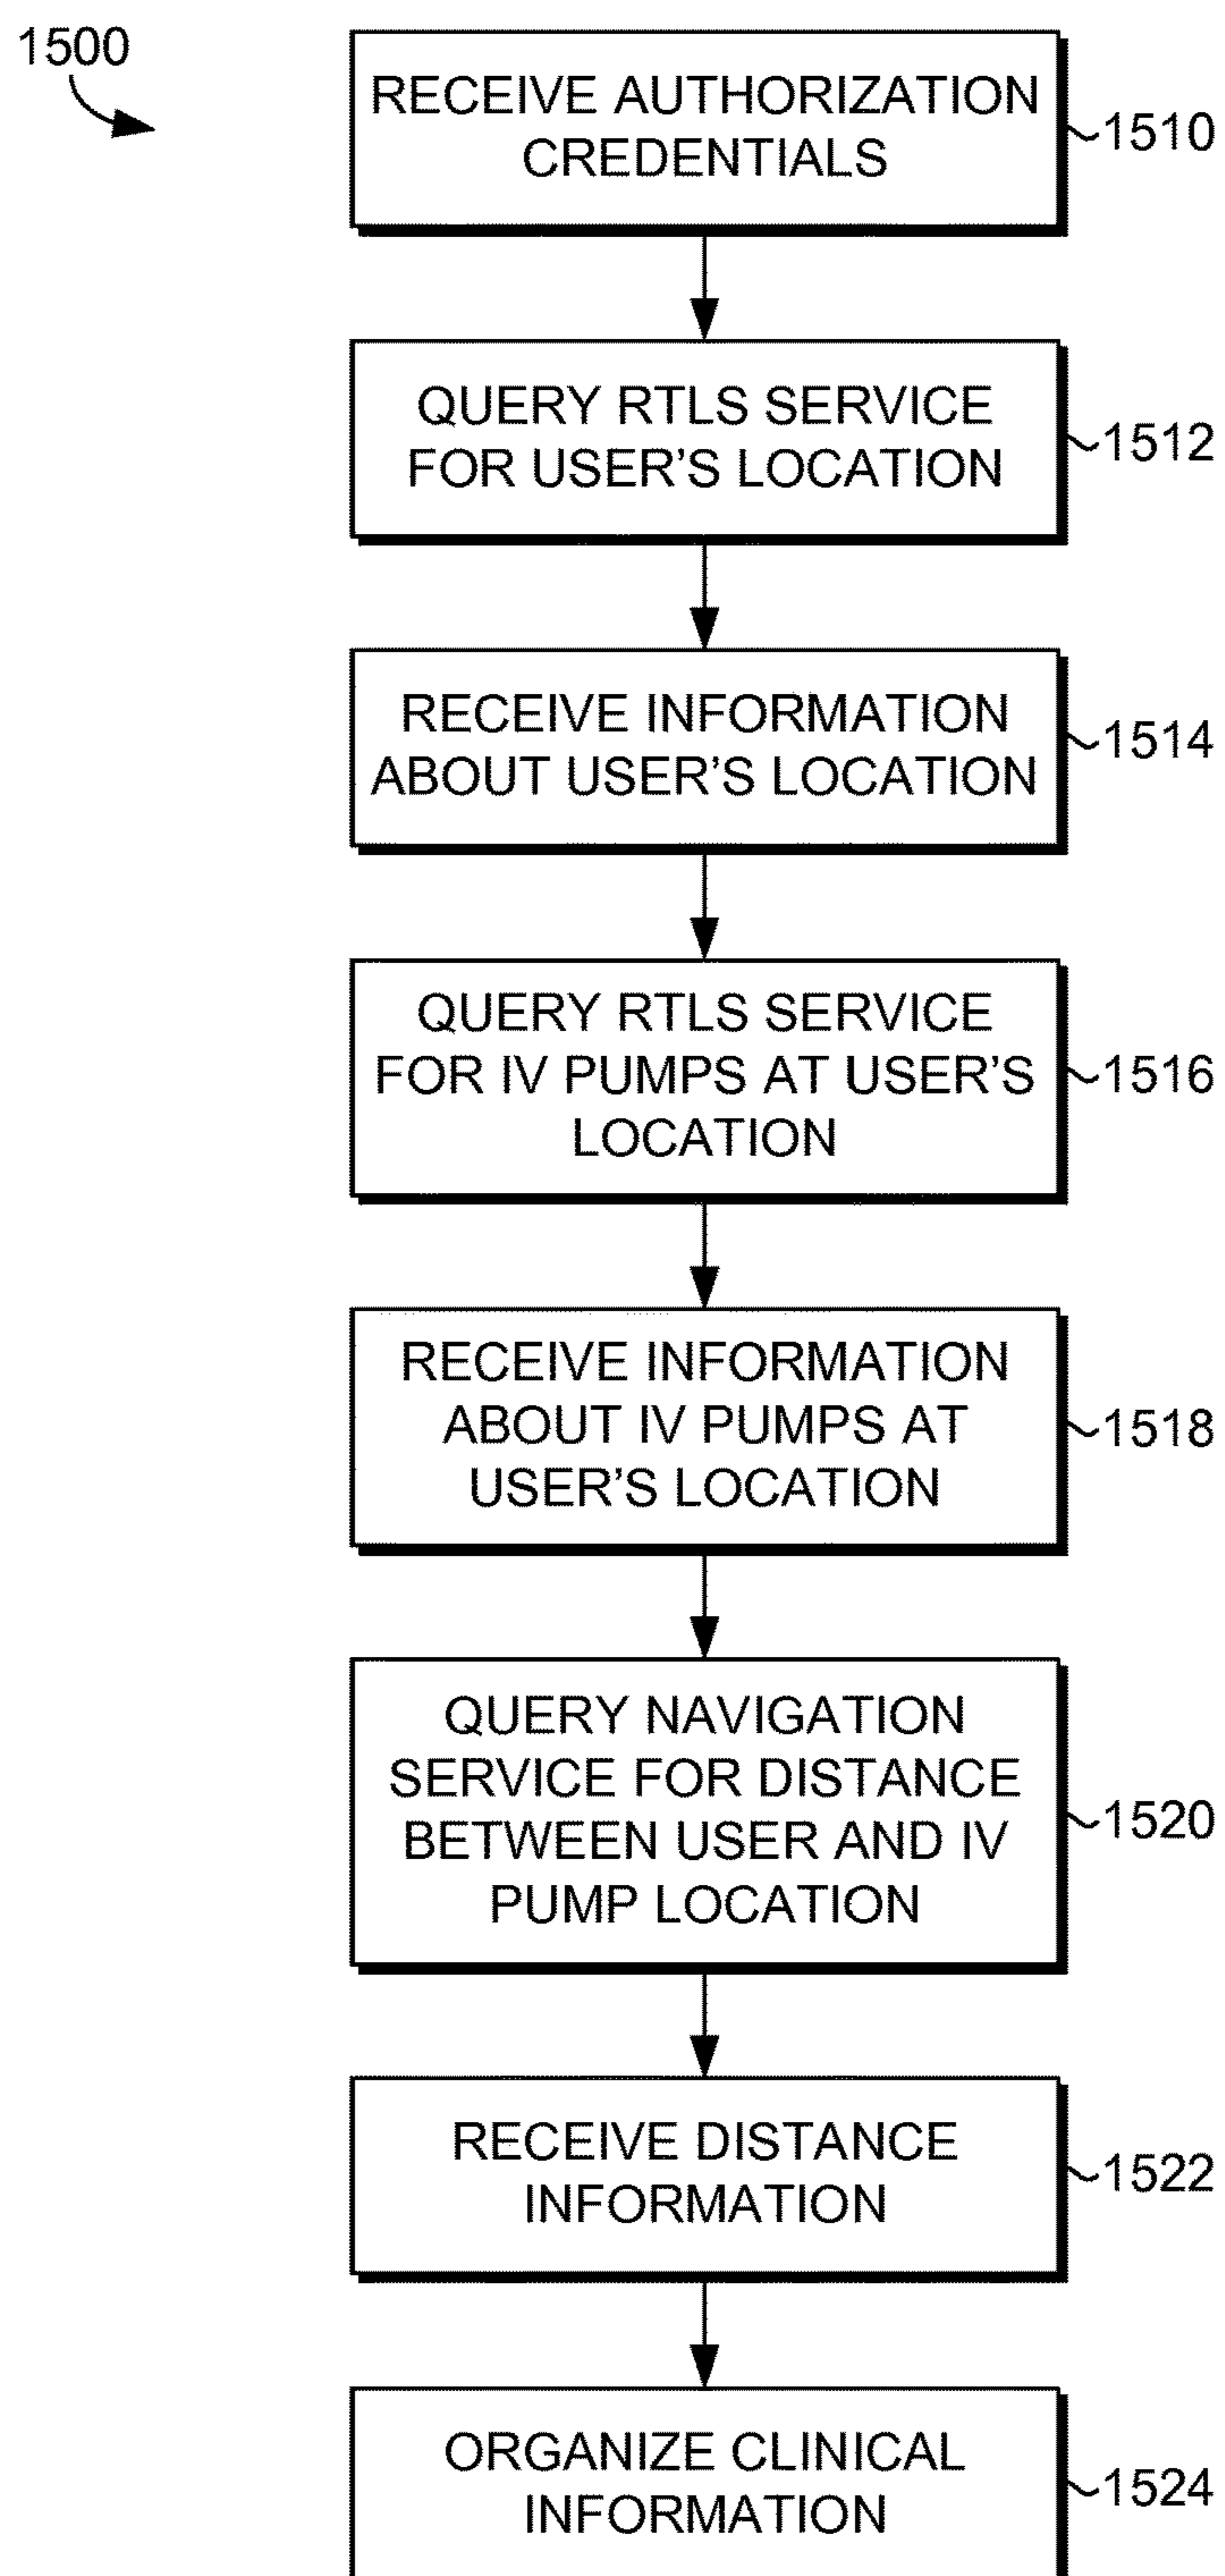 1500
RECEIVE AUTHORIZATION
CREDENTIALS
1510
QUERY RTLS SERVICE
FOR USER'S LOCATION
1512
RECEIVE INFORMATION
ABOUT USER'S LOCATION
1514
QUERY RTLS SERVICE
FOR IV PUMPS AT USER'S
LOCATION
1516
RECEIVE INFORMATION
ABOUT IV PUMPS AT
USER'S LOCATION
1518
QUERY NAVIGATION
SERVICE FOR DISTANCE
BETWEEN USER AND IV
PUMP LOCATION
1520
RECEIVE DISTANCE
INFORMATION
1522
ORGANIZE CLINICAL
INFORMATION
1524